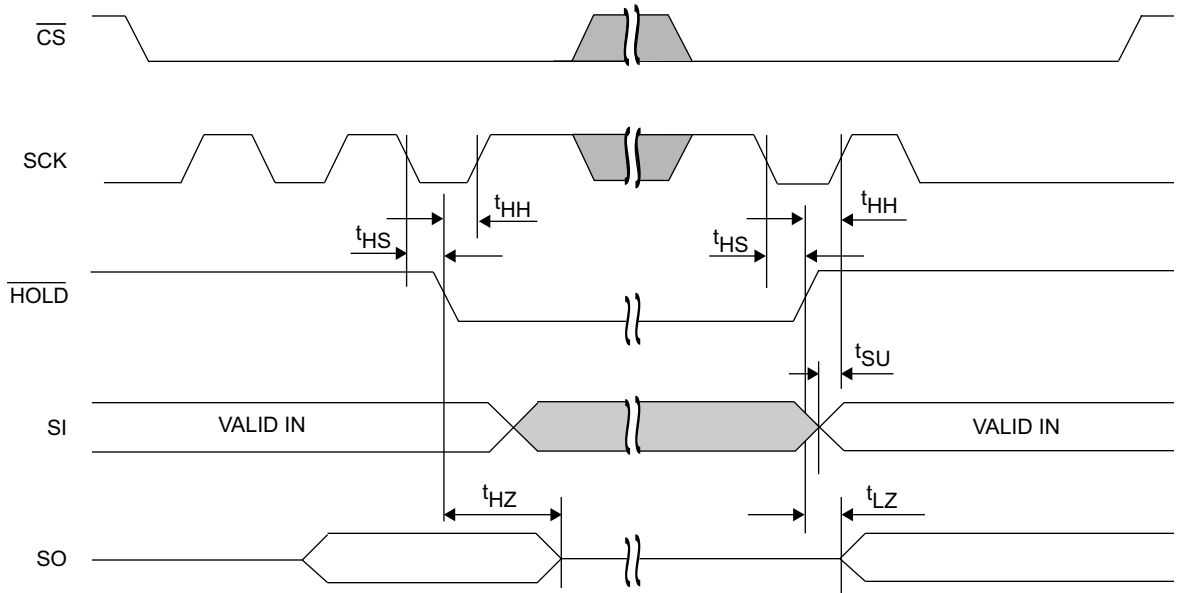 CS
SCK
tHH
tHH
tHS
tHS
HOLD
tSU
SI
VALID IN
VALID IN
tHZ
tLZ
SO